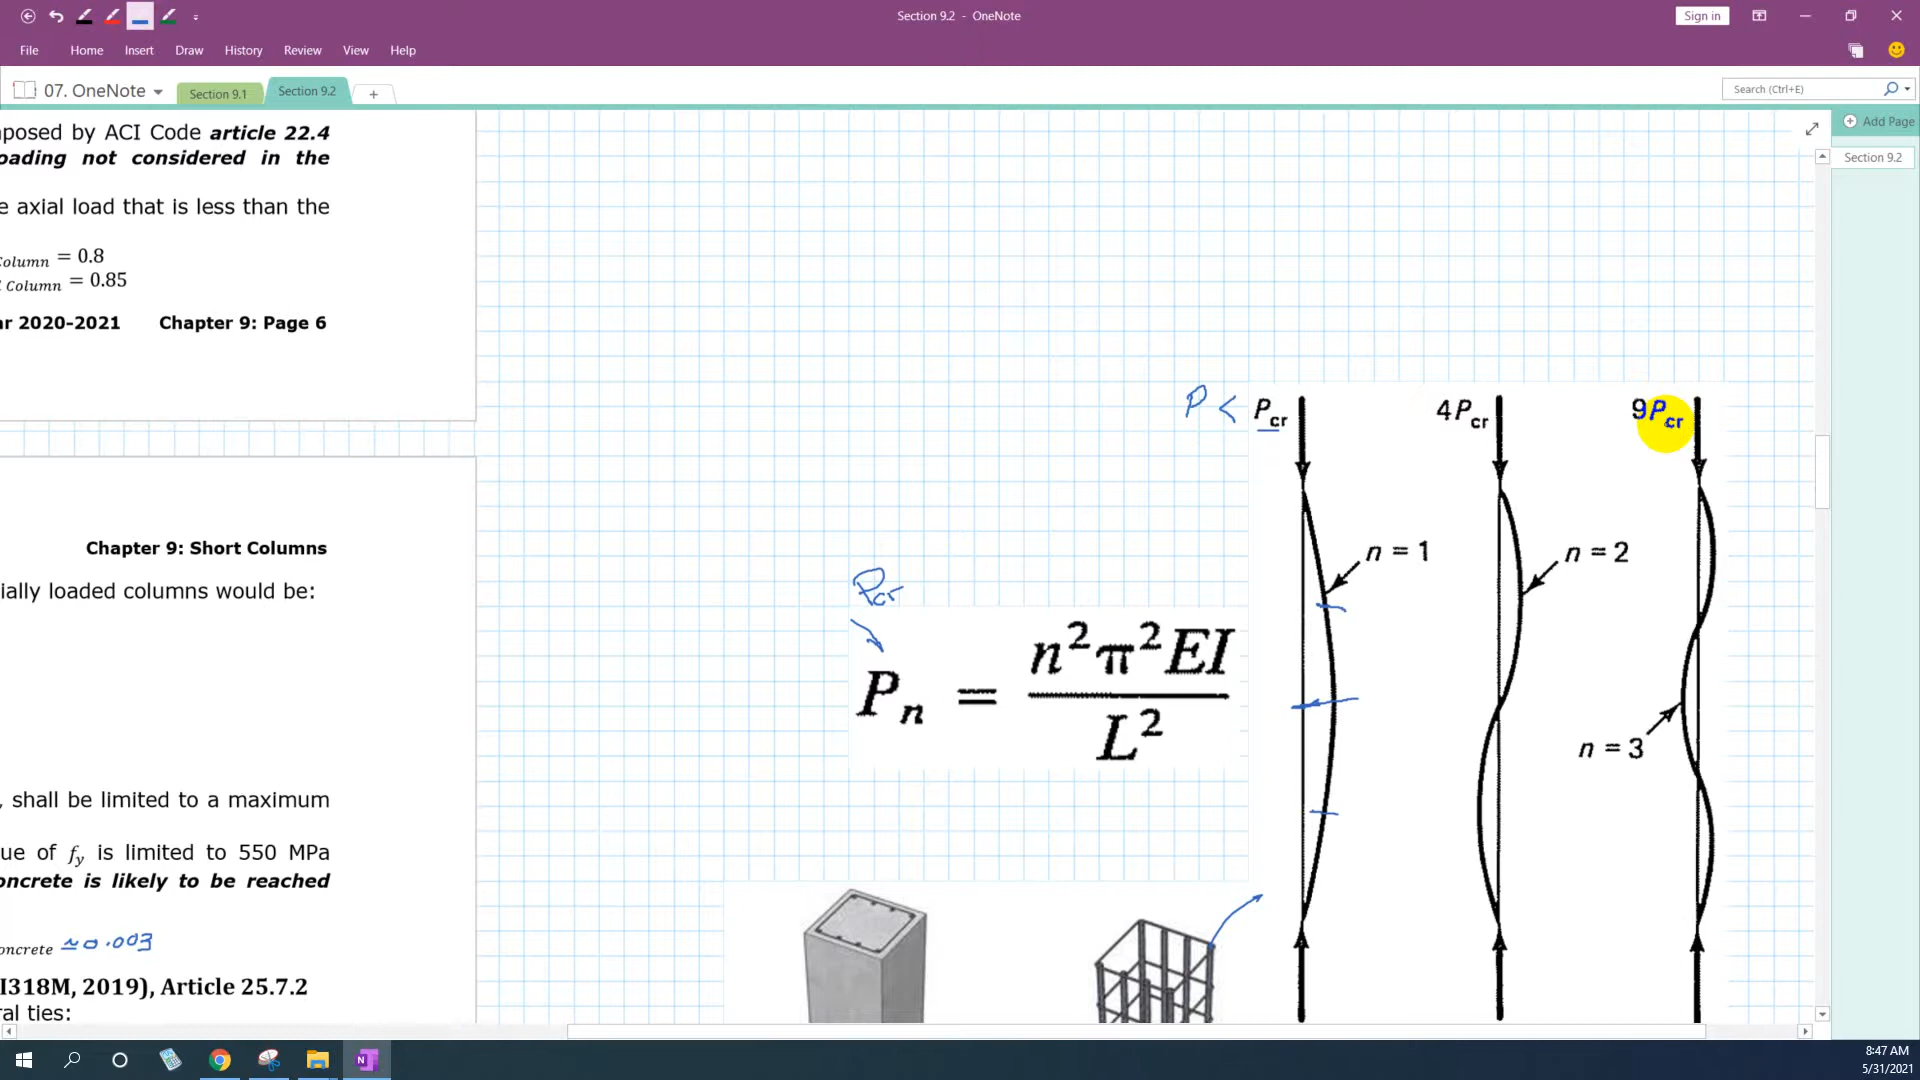 Section 9.2 - OneNote
Sign in
File Home Insert Draw History Review View Help
07. OneNote
Section 9.1
Section 9.2
+
Search (Ctrl+E)
Add Page
Section 9.2
posed by ACI Code article 22.4
oading not considered in the
e axial load that is less than the
Column = 0.8
Column = 0.85
r 2020-2021 Chapter 9: Page 6
Chapter 9: Short Columns
ially loaded columns would be:
, shall be limited to a maximum
ue of fy is limited to 550 MPa
oncrete is likely to be reached
oncrete ≈0.003
I318M, 2019), Article 25.7.2
ral ties:
P < Pcr
4Pcr
9Pcr
n = 1
n = 2
n = 3
Pcr
Pn = n²π²EI / L²
8:47 AM
5/31/2021